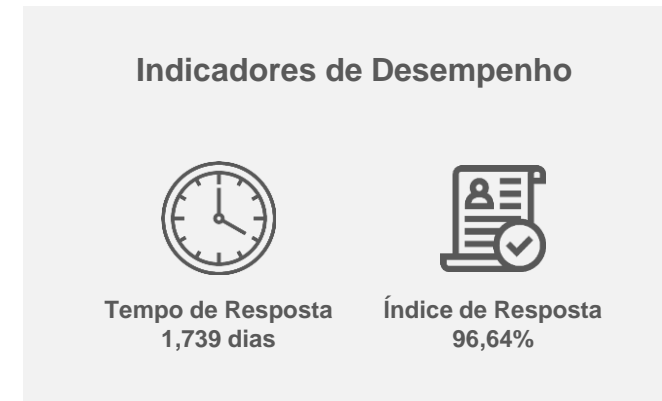 Indicadores de Desempenho
Tempo de Resposta
1,739 dias
Índice de Resposta
96,64%